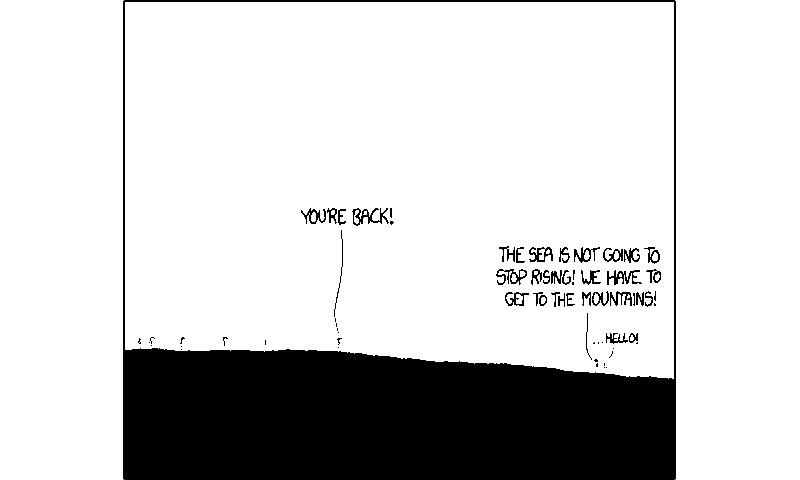 YOU'RE BACK!
THE SEA IS NOT GOING TO
STOP RISING! WE HAVE TO
GET TO THE MOUNTAINS!
...HELLO!